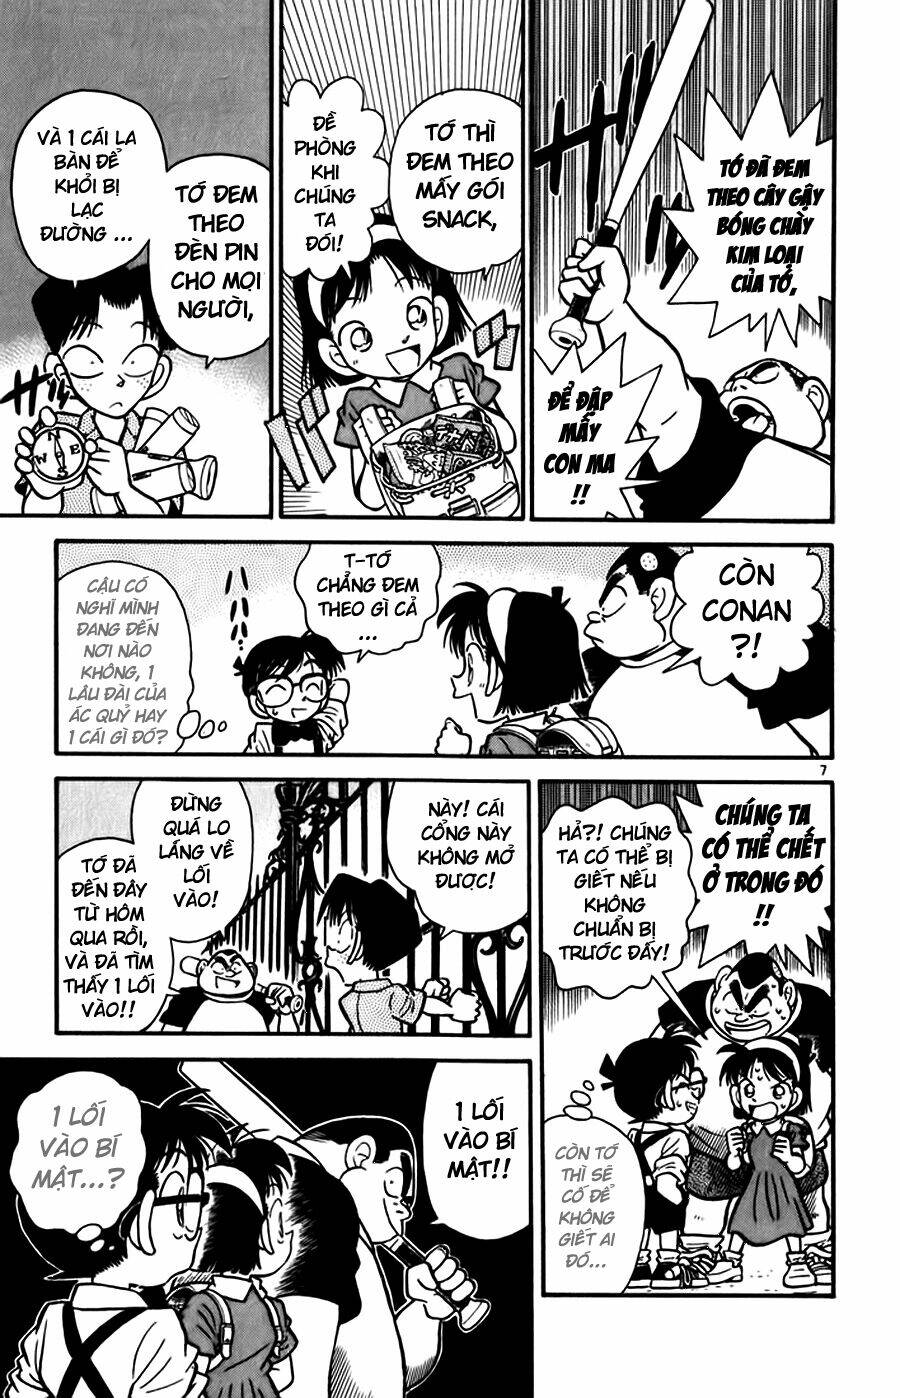 TỚ ĐÃ ĐEM
THEO CÂY GẬY
BÓNG CHÀY
KIM LOẠI
CỦA TỚ,
ĐỂ ĐẬP
MẤY
CON MA
!!
TỚ THÌ
ĐEM THEO
MẤY GÓI
SNACK,
ĐỀ
PHÒNG
KHI
CHÚNG
TA
ĐÓI!
TỚ ĐEM
THEO
ĐÈN PIN
CHO MỌI
NGƯỜI,
VÀ 1 CÁI LA
BÀN ĐỂ
KHỎI BỊ
LẠC
ĐƯỜNG ...
N
W E
S
CÒN
CONAN
?!
T-TỚ
CHẲNG ĐEM
THEO GÌ CẢ
...
CẬU CÓ
NGHĨ MÌNH
ĐANG ĐẾN
NƠI NÀO
KHÔNG, 1
LÂU ĐÀI CỦA
ÁC QUỶ HAY
1 CÁI GÌ ĐÓ?
7
CHÚNG TA
CÓ THỂ CHẾT
Ở TRONG ĐÓ
!!
HẢ?! CHÚNG
TA CÓ THỂ BỊ
GIẾT NẾU
KHÔNG
CHUẨN BỊ
TRƯỚC ĐẤY!
CÒN TỚ
THÌ SẼ
CỐ ĐỂ
KHÔNG
GIẾT AI
ĐÓ...
NÀY! CÁI
CỔNG NÀY
KHÔNG MỞ
ĐƯỢC!
ĐỪNG
QUÁ LO
LẮNG VỀ
LỐI
VÀO!
TỚ ĐÃ
ĐẾN ĐÂY
TỪ HÔM
QUA RỒI,
VÀ ĐÃ TÌM
THẤY 1 LỐI
VÀO!!
1 LỐI
VÀO BÍ
MẬT!!
1 LỐI
VÀO BÍ
MẬT...?